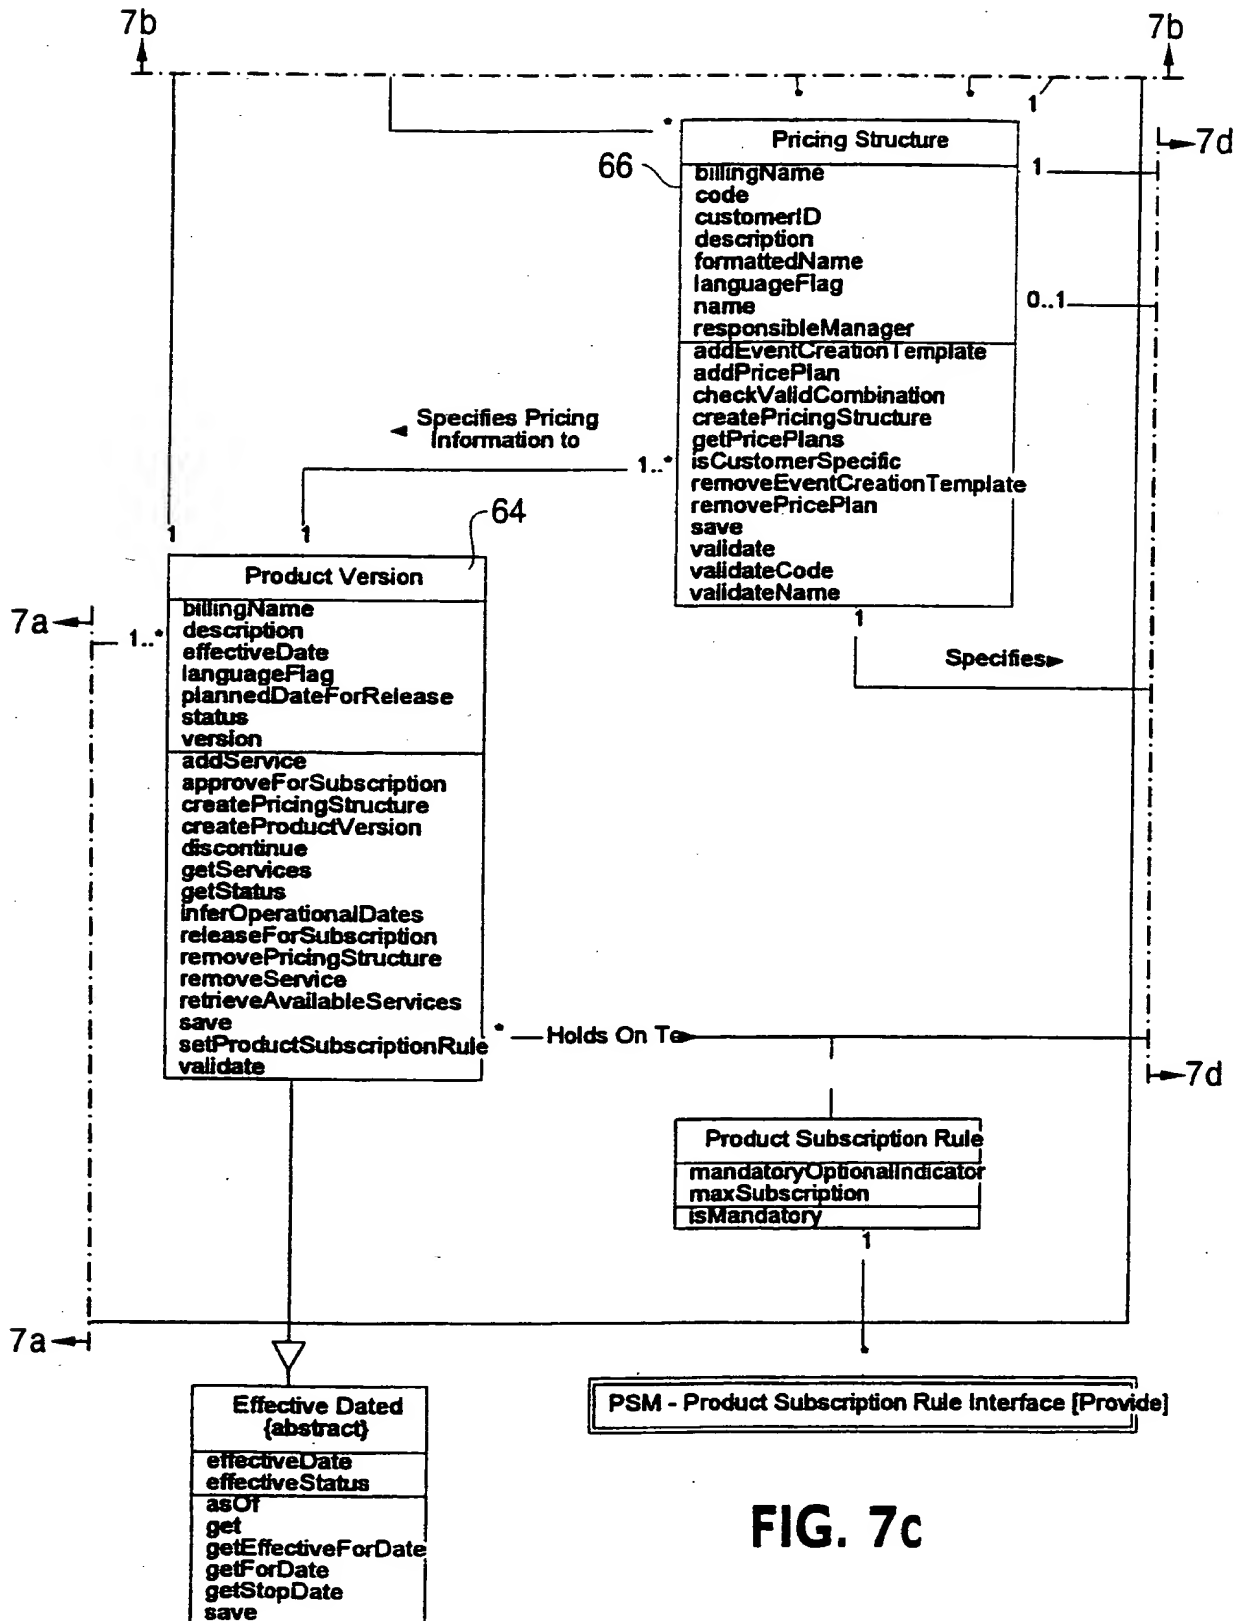 7b
7b
1
*
*
*
Pricing Structure
7d
66
billingName
1
code
customerID
description
formattedName
languageFlag
name
0..1
responsibleManager
addEventCreationTemplate
addPricePlan
checkValidCombination
createPricingStructure
getPricePlans
isCustomerSpecific
removeEventCreationTemplate
removePricePlan
save
validate
validateCode
validateName
Specifies Pricing
Information to
1..*
64
1
1
1
Specifies
Product Version
7a
1..*
billingName
description
effectiveDate
languageFlag
plannedDateForRelease
status
version
addService
approveForSubscription
createPricingStructure
createProductVersion
discontinue
getServices
getStatus
inferOperationalDates
releaseForSubscription
removePricingStructure
removeService
retrieveAvailableServices
save
setProductSubscriptionRule
validate
*
Holds On To
7d
Product Subscription Rule
mandatoryOptionalIndicator
maxSubscription
isMandatory
1
*
7a
PSM - Product Subscription Rule Interface [Provide]
Effective Dated
{abstract}
effectiveDate
effectiveStatus
asOf
get
getEffectiveForDate
getForDate
getStopDate
save
FIG. 7c